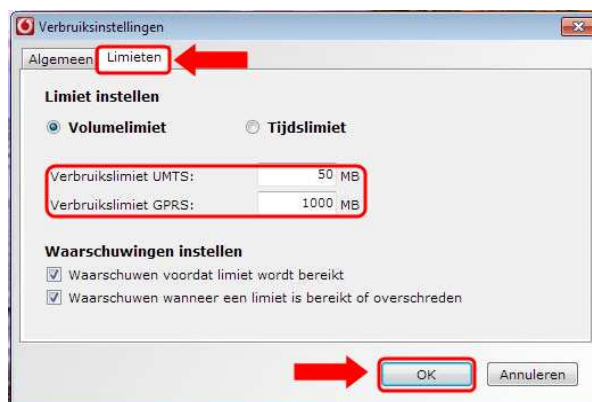 Verbruiksinstellingen
Algemeen Limieten
Limiet instellen
Volumelimiet Tijdslimiet
Verbruikslimiet UMTS: 50 MB
Verbruikslimiet GPRS: 1000 MB
Waarschuwingen instellen
Waarschuwen voordat limiet wordt bereikt
Waarschuwen wanneer een limiet is bereikt of overschreden
OK Annuleren